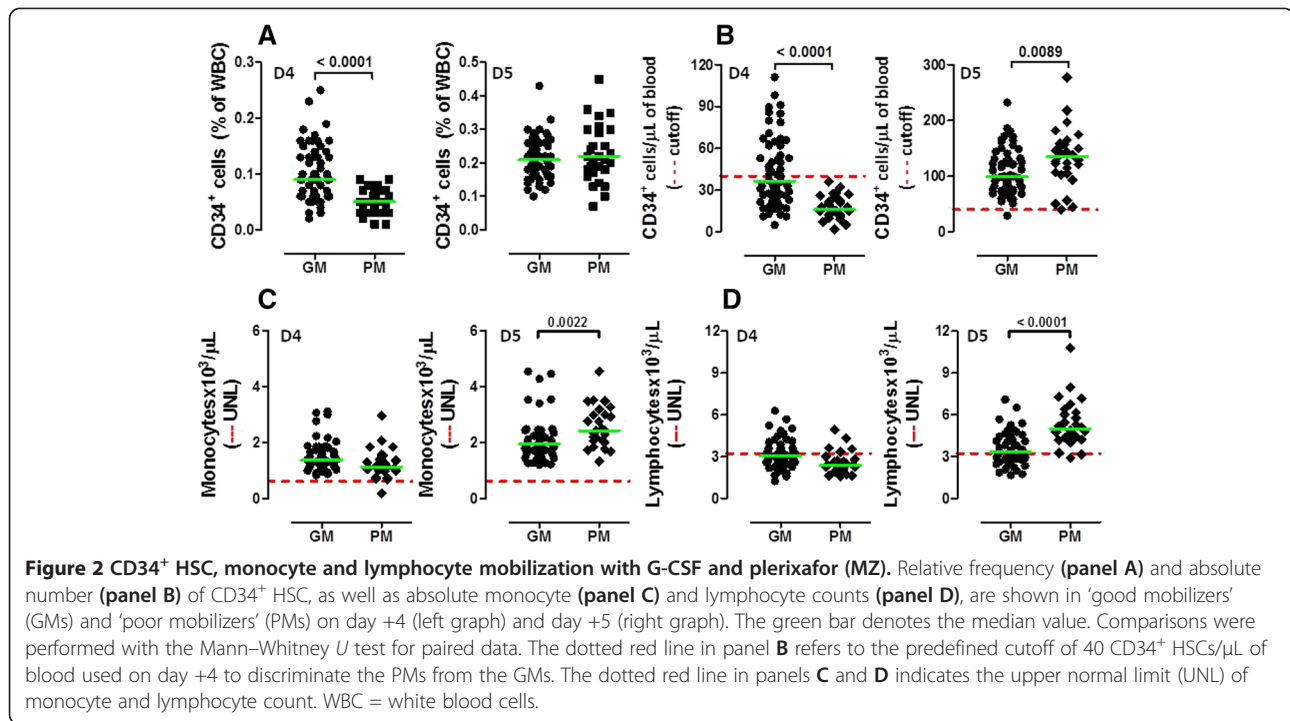 A
B
CD34⁺ cells (% of WBC)
0.3
0.2
0.1
0.0
D4
< 0.0001
GM PM
CD34⁺ cells (% of WBC)
0.5
0.4
0.3
0.2
0.1
0.0
D5
GM PM
CD34⁺ cells/µL of blood
(--- cutoff)
120
90
60
30
0
D4
< 0.0001
GM PM
CD34⁺ cells/µL of blood
(--- cutoff)
300
200
100
0
D5
0.0089
GM PM
C
D
Monocytesx10³/µL
(--- UNL)
6
4
2
0
D4
GM PM
Monocytesx10³/µL
(--- UNL)
6
4
2
0
D5
0.0022
GM PM
Lymphocytesx10³/µL
(--- UNL)
12
9
6
3
0
D4
GM PM
Lymphocytesx10³/µL
(--- UNL)
12
9
6
3
0
D5
< 0.0001
GM PM
Figure 2 CD34⁺ HSC, monocyte and lymphocyte mobilization with G-CSF and plerixafor (MZ). Relative frequency (panel A) and absolute
number (panel B) of CD34⁺ HSC, as well as absolute monocyte (panel C) and lymphocyte counts (panel D), are shown in ‘good mobilizers’
(GMs) and ‘poor mobilizers’ (PMs) on day +4 (left graph) and day +5 (right graph). The green bar denotes the median value. Comparisons were
performed with the Mann–Whitney U test for paired data. The dotted red line in panel B refers to the predefined cutoff of 40 CD34⁺ HSCs/µL of
blood used on day +4 to discriminate the PMs from the GMs. The dotted red line in panels C and D indicates the upper normal limit (UNL) of
monocyte and lymphocyte count. WBC = white blood cells.